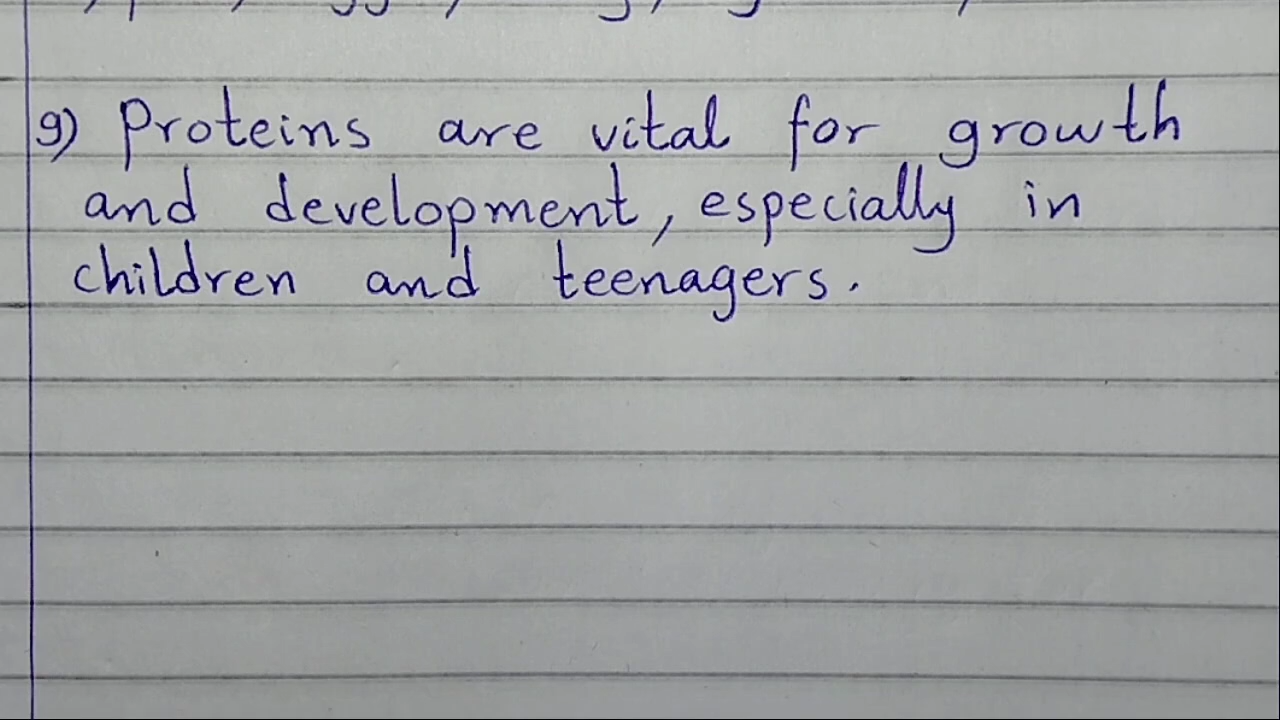 9) Proteins are vital for growth
and development, especially in
children and teenagers.